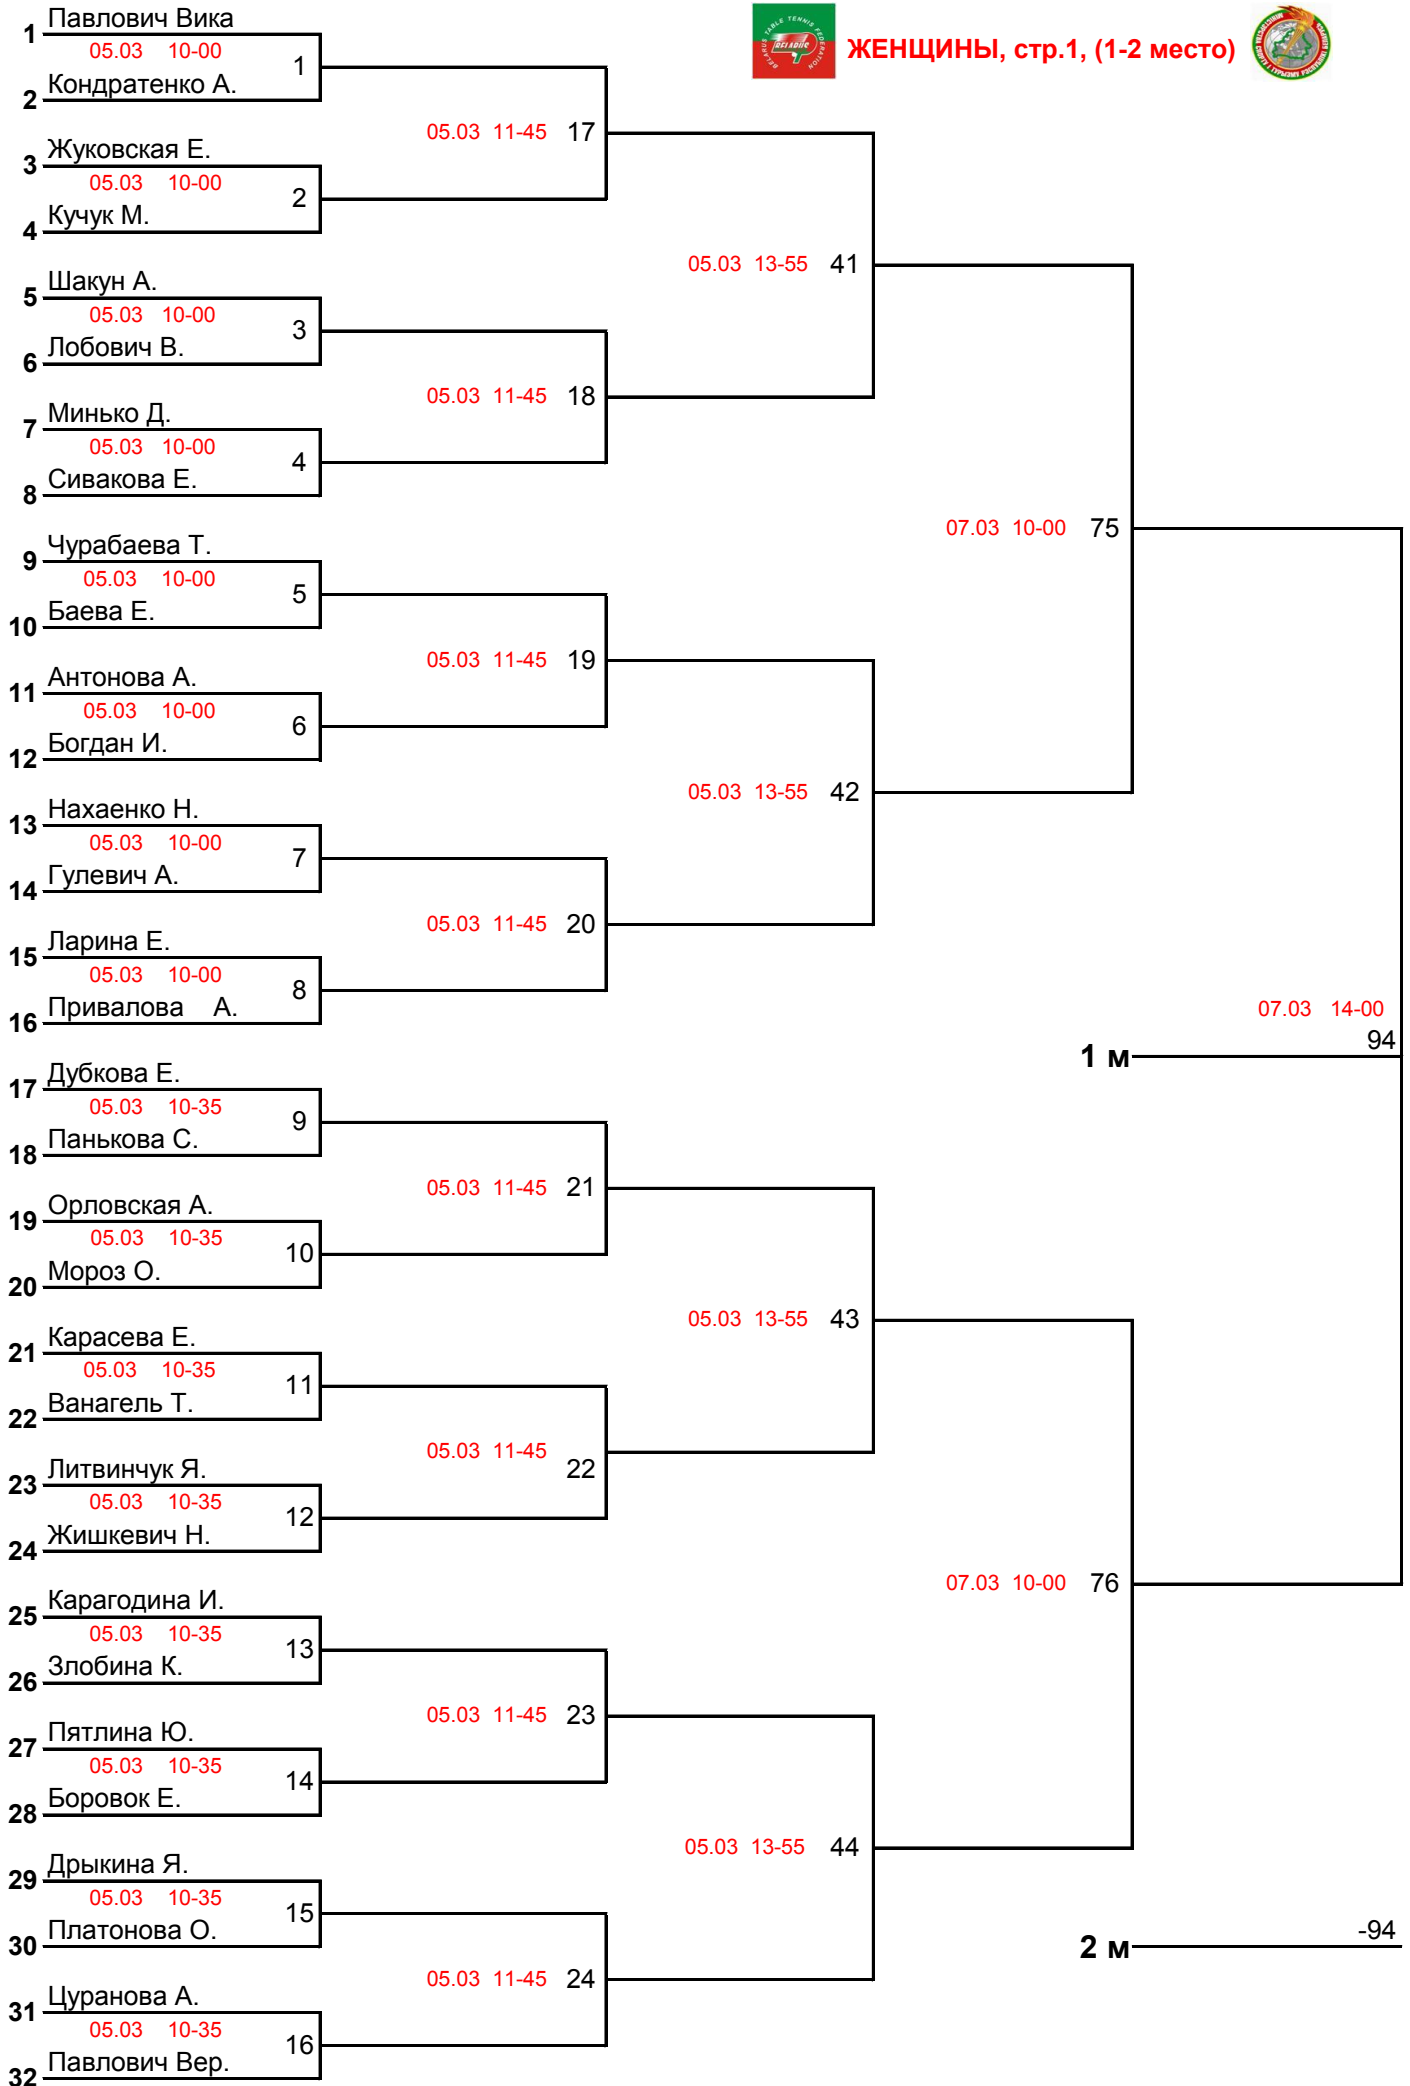 ЖЕНЩИНЫ, стр.1, (1-2 место)
BELARUS TABLE TENNIS FEDERATION
BELARUS
1 Павлович Вика
05.03 10-00 1
2 Кондратенко А.
05.03 11-45 17
3 Жуковская Е.
05.03 10-00 2
4 Кучук М.
05.03 13-55 41
5 Шакун А.
05.03 10-00 3
6 Лобович В.
05.03 11-45 18
7 Минько Д.
05.03 10-00 4
8 Сивакова Е.
07.03 10-00 75
9 Чурабаева Т.
05.03 10-00 5
10 Баева Е.
05.03 11-45 19
11 Антонова А.
05.03 10-00 6
12 Богдан И.
05.03 13-55 42
13 Нахаенко Н.
05.03 10-00 7
14 Гулевич А.
05.03 11-45 20
15 Ларина Е.
05.03 10-00 8
16 Привалова А.
07.03 14-00
94
1 м
17 Дубкова Е.
05.03 10-35 9
18 Панькова С.
05.03 11-45 21
19 Орловская А.
05.03 10-35 10
20 Мороз О.
05.03 13-55 43
21 Карасева Е.
05.03 10-35 11
22 Ванагель Т.
05.03 11-45 22
23 Литвинчук Я.
05.03 10-35 12
24 Жишкевич Н.
07.03 10-00 76
25 Карагодина И.
05.03 10-35 13
26 Злобина К.
05.03 11-45 23
27 Пятлина Ю.
05.03 10-35 14
28 Боровок Е.
05.03 13-55 44
29 Дрыкина Я.
05.03 10-35 15
30 Платонова О.
2 м -94
05.03 11-45 24
31 Цуранова А.
05.03 10-35 16
32 Павлович Вер.